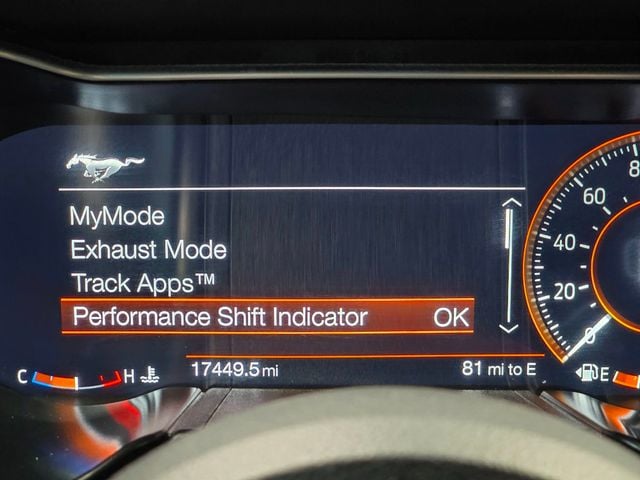 MyMode
Exhaust Mode
Track Apps™
Performance Shift Indicator OK
C H
17449.5 mi 81 mi to E
E
0
20
40
60
8